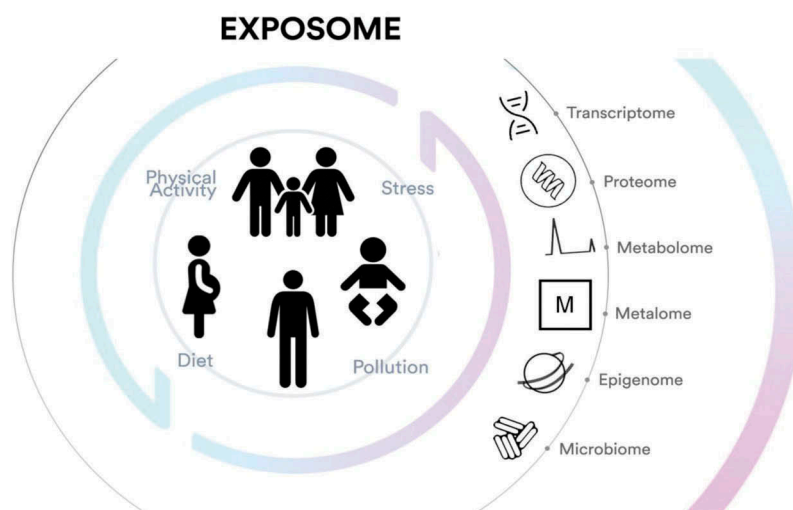 EXPOSOME
Transcriptome
Physical
Activity
Stress
Proteome
Metabolome
M
Metalome
Diet
Pollution
Epigenome
Microbiome